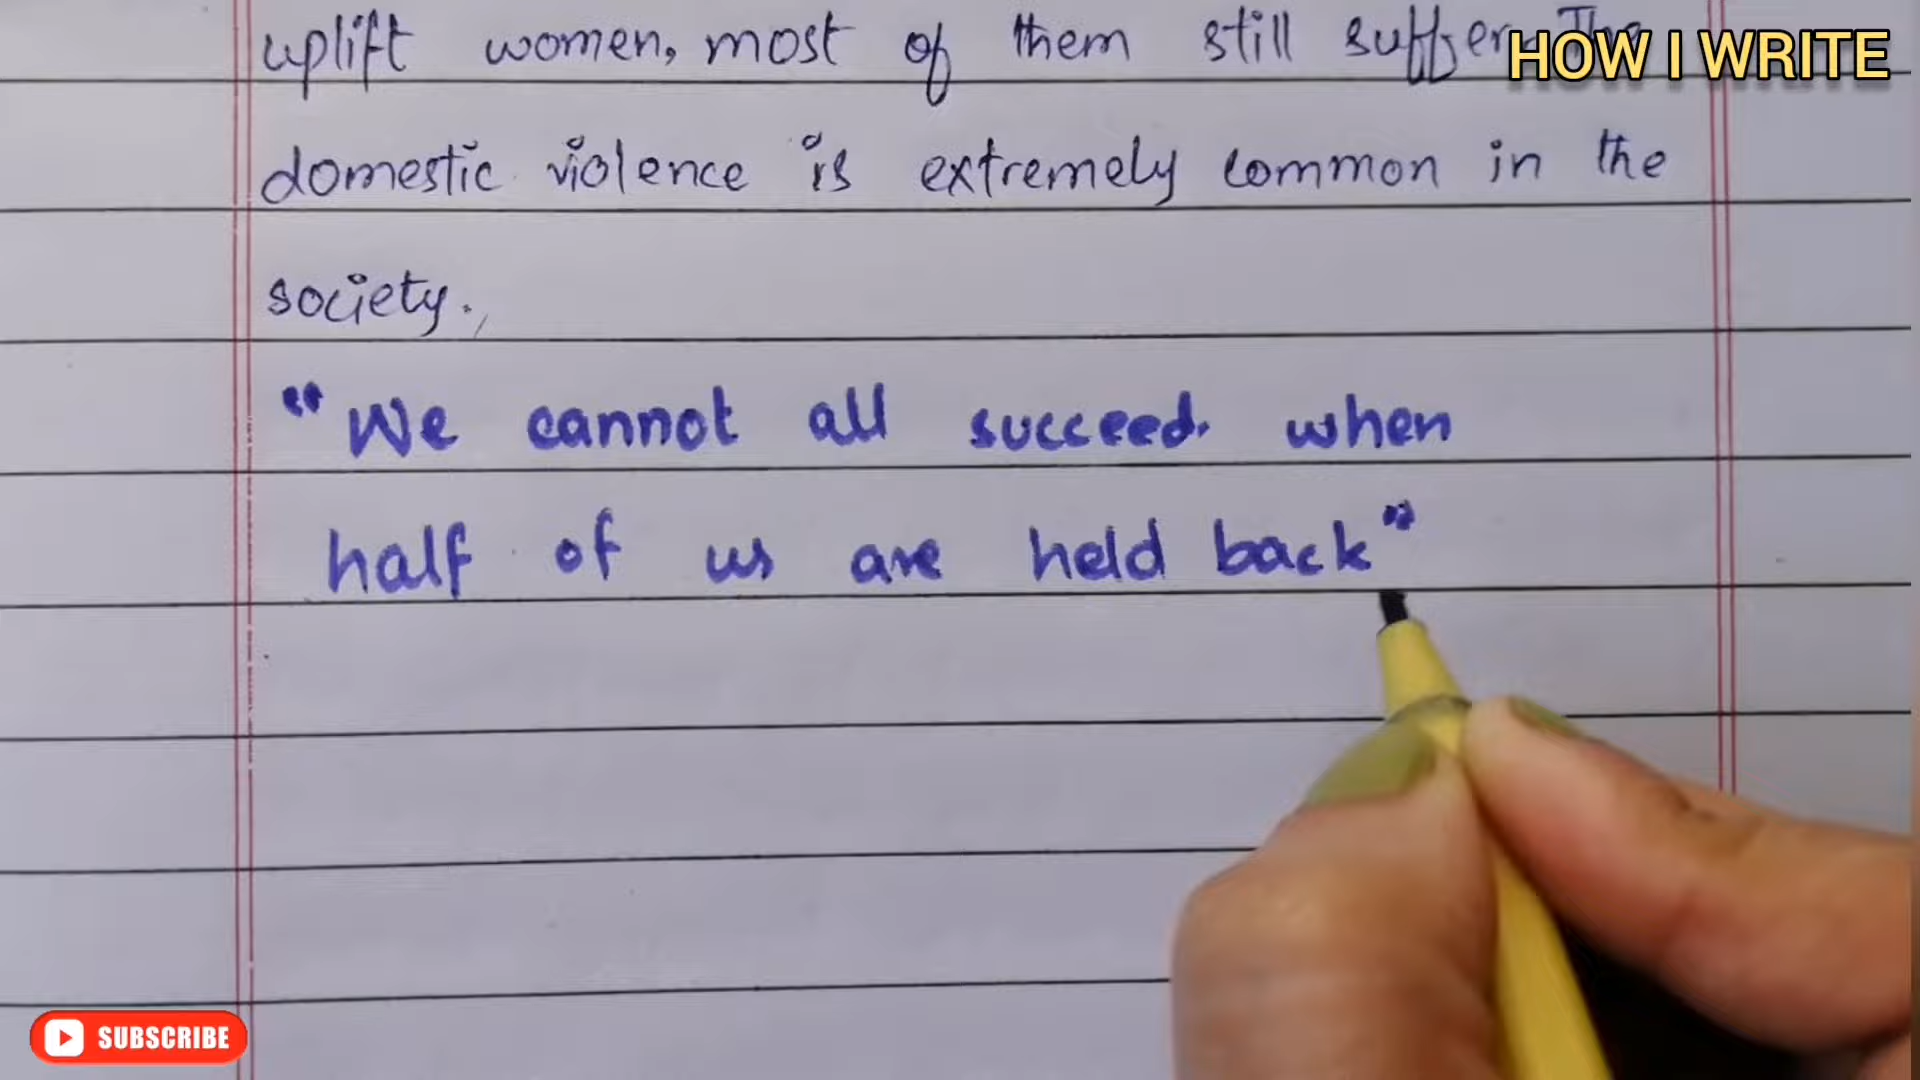 uplift women, most of them still suffer. The
HOW I WRITE
domestic violence is extremely common in the
society.
"We cannot all succeed. when
half of us are held back"
SUBSCRIBE